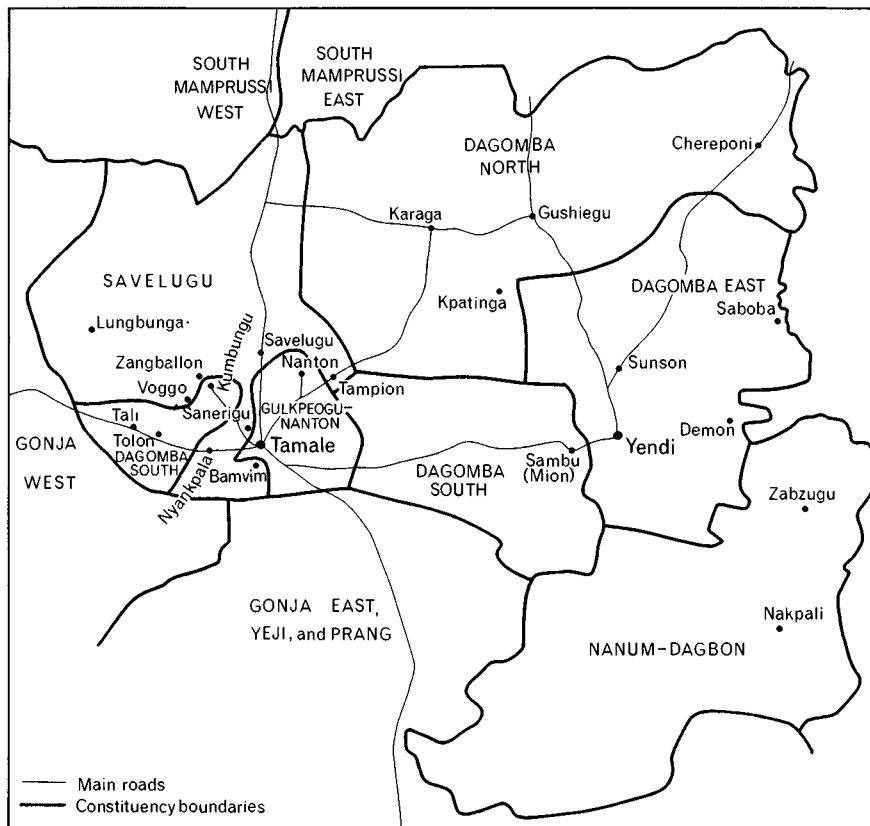 SOUTH
MAMPRUSSI
WEST
SOUTH
MAMPRUSSI
EAST
DAGOMBA
NORTH
Chereponi
Karaga
Gushiegu
SAVELUGU
Kpatinga
DAGOMBA EAST
Saboba
Lungbunga
Kumbungu
Savelugu
Zangballon
Nanton
Sunson
Voggo
Tampion
Tali
Sanerigu
GULKPEOGU-
NANTON
Tolon
DAGOMBA
SOUTH
Tamale
Yendi
Demon
GONJA
WEST
Nyankpala
Bamvim
DAGOMBA
SOUTH
Sambu
(Mion)
Zabzugu
GONJA EAST,
YEJI, and PRANG
Nakpali
NANUM-DAGBON
Main roads
Constituency boundaries